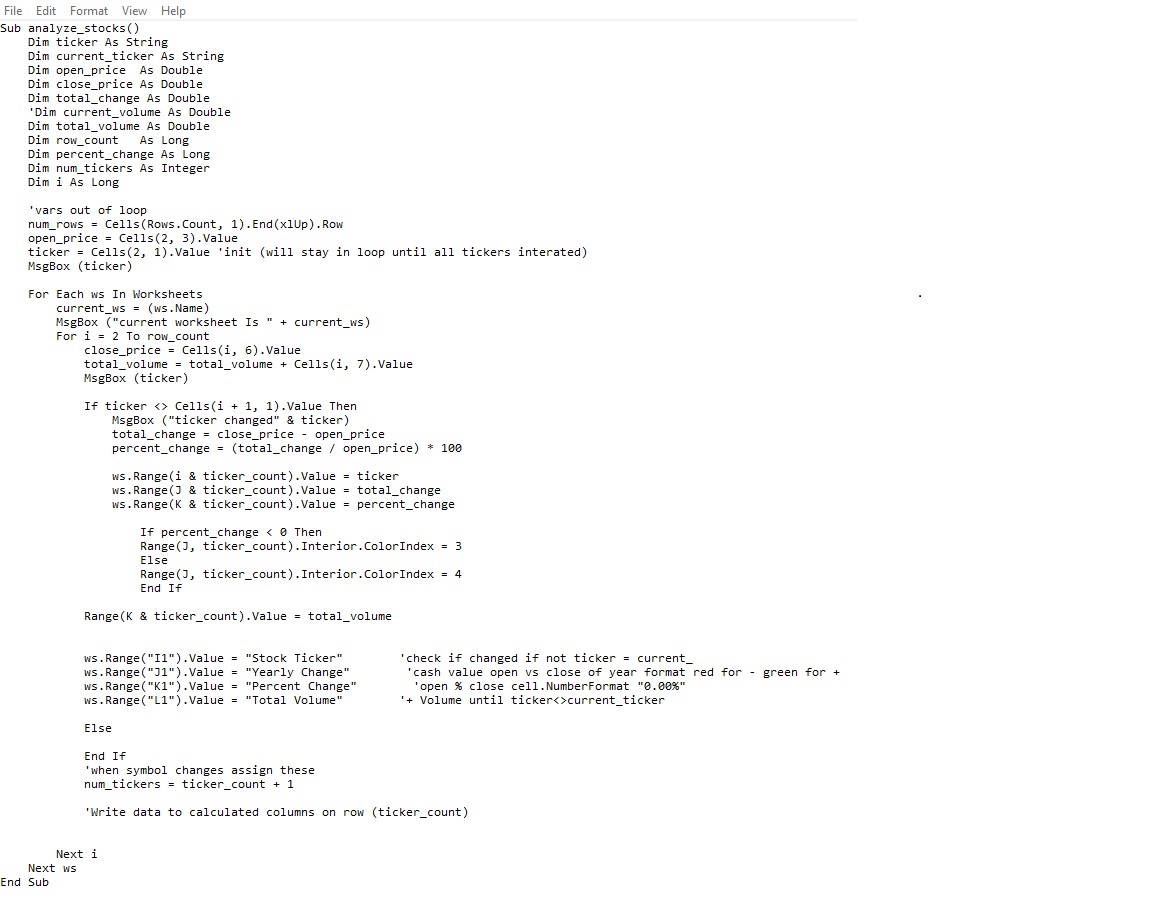 File Edit Format View Help
Sub analyze_stocks()
    Dim ticker As String
    Dim current_ticker As String
    Dim open_price  As Double
    Dim close_price As Double
    Dim total_change As Double
    'Dim current_volume As Double
    Dim total_volume As Double
    Dim row_count   As Long
    Dim percent_change As Long
    Dim num_tickers As Integer
    Dim i As Long
    'vars out of loop
    num_rows = Cells(Rows.Count, 1).End(xlUp).Row
    open_price = Cells(2, 3).Value
    ticker = Cells(2, 1).Value 'init (will stay in loop until all tickers interated)
    MsgBox (ticker)
    For Each ws In Worksheets
        current_ws = (ws.Name)
        MsgBox ("current worksheet Is " + current_ws)
        For i = 2 To row_count
            close_price = Cells(i, 6).Value
            total_volume = total_volume + Cells(i, 7).Value
            MsgBox (ticker)
            If ticker <> Cells(i + 1, 1).Value Then
                MsgBox ("ticker changed" & ticker)
                total_change = close_price - open_price
                percent_change = (total_change / open_price) * 100
                ws.Range(i & ticker_count).Value = ticker
                ws.Range(J & ticker_count).Value = total_change
                ws.Range(K & ticker_count).Value = percent_change
                    If percent_change < 0 Then
                    Range(J, ticker_count).Interior.ColorIndex = 3
                    Else
                    Range(J, ticker_count).Interior.ColorIndex = 4
                    End If
            Range(K & ticker_count).Value = total_volume
            ws.Range("I1").Value = "Stock Ticker"        'check if changed if not ticker = current_
            ws.Range("J1").Value = "Yearly Change"        'cash value open vs close of year format red for - green for +
            ws.Range("K1").Value = "Percent Change"        'open % close cell.NumberFormat "0.00%"
            ws.Range("L1").Value = "Total Volume"        '+ Volume until ticker<>current_ticker
            Else
            End If
            'when symbol changes assign these
            num_tickers = ticker_count + 1
            'Write data to calculated columns on row (ticker_count)
        Next i
    Next ws
End Sub